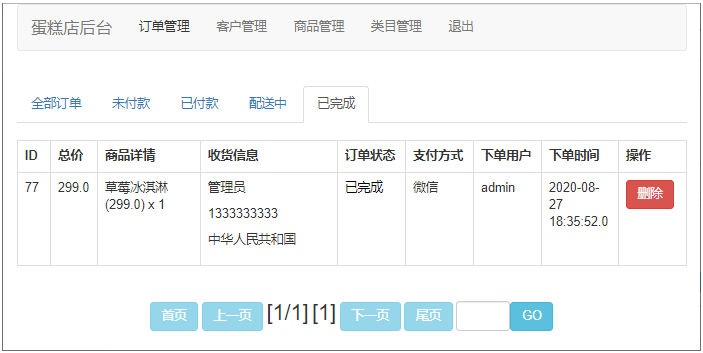 蛋糕店后台 订单管理 客户管理 商品管理 类目管理 退出
全部订单 未付款 已付款 配送中 已完成
ID 总价 商品详情 收货信息 订单状态 支付方式 下单用户 下单时间 操作
77 299.0 草莓冰淇淋 管理员 已完成 微信 admin 2020-08- 删除
(299.0) x 1 27
1333333333 18:35:52.0
中华人民共和国
首页 上一页 [1/1] [1] 下一页 尾页 GO